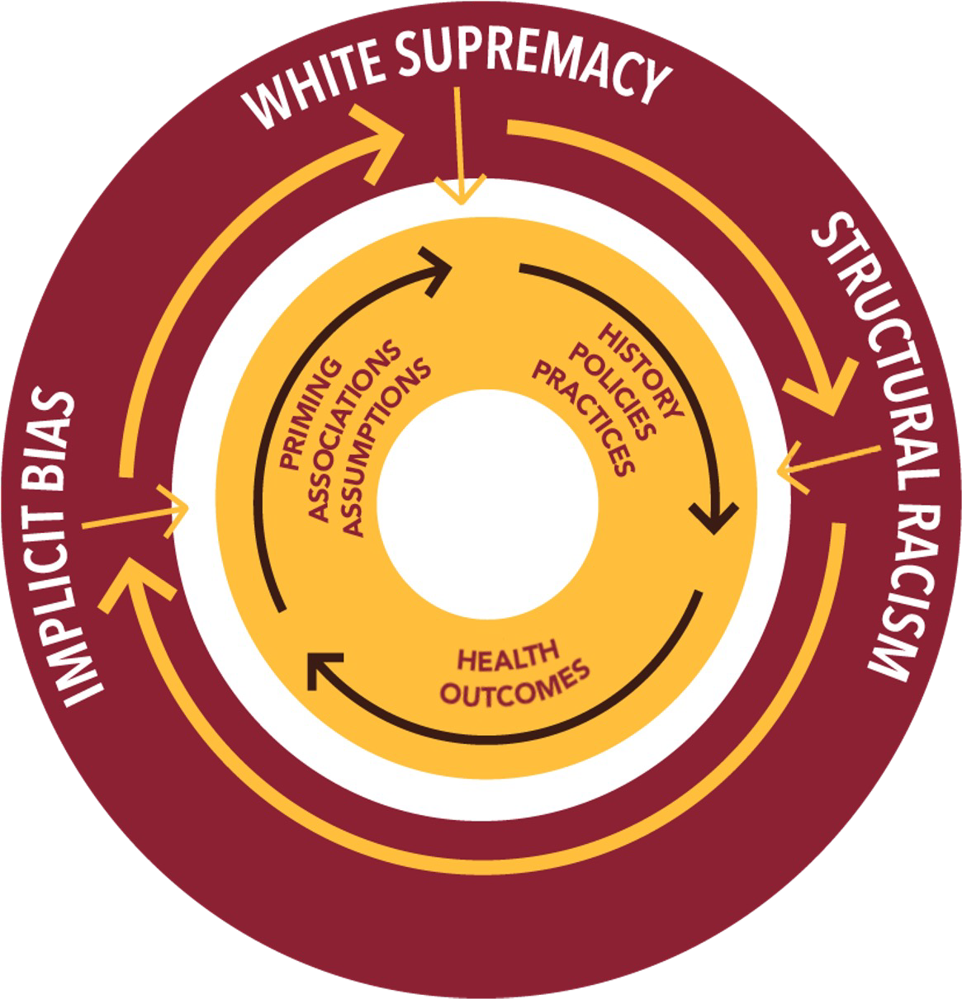 WHITE SUPREMACY
STRUCTURAL RACISM
IMPLICIT BIAS
HISTORY
POLICIES
PRACTICES
HEALTH
OUTCOMES
PRIMING
ASSOCIATIONS
ASSUMPTIONS